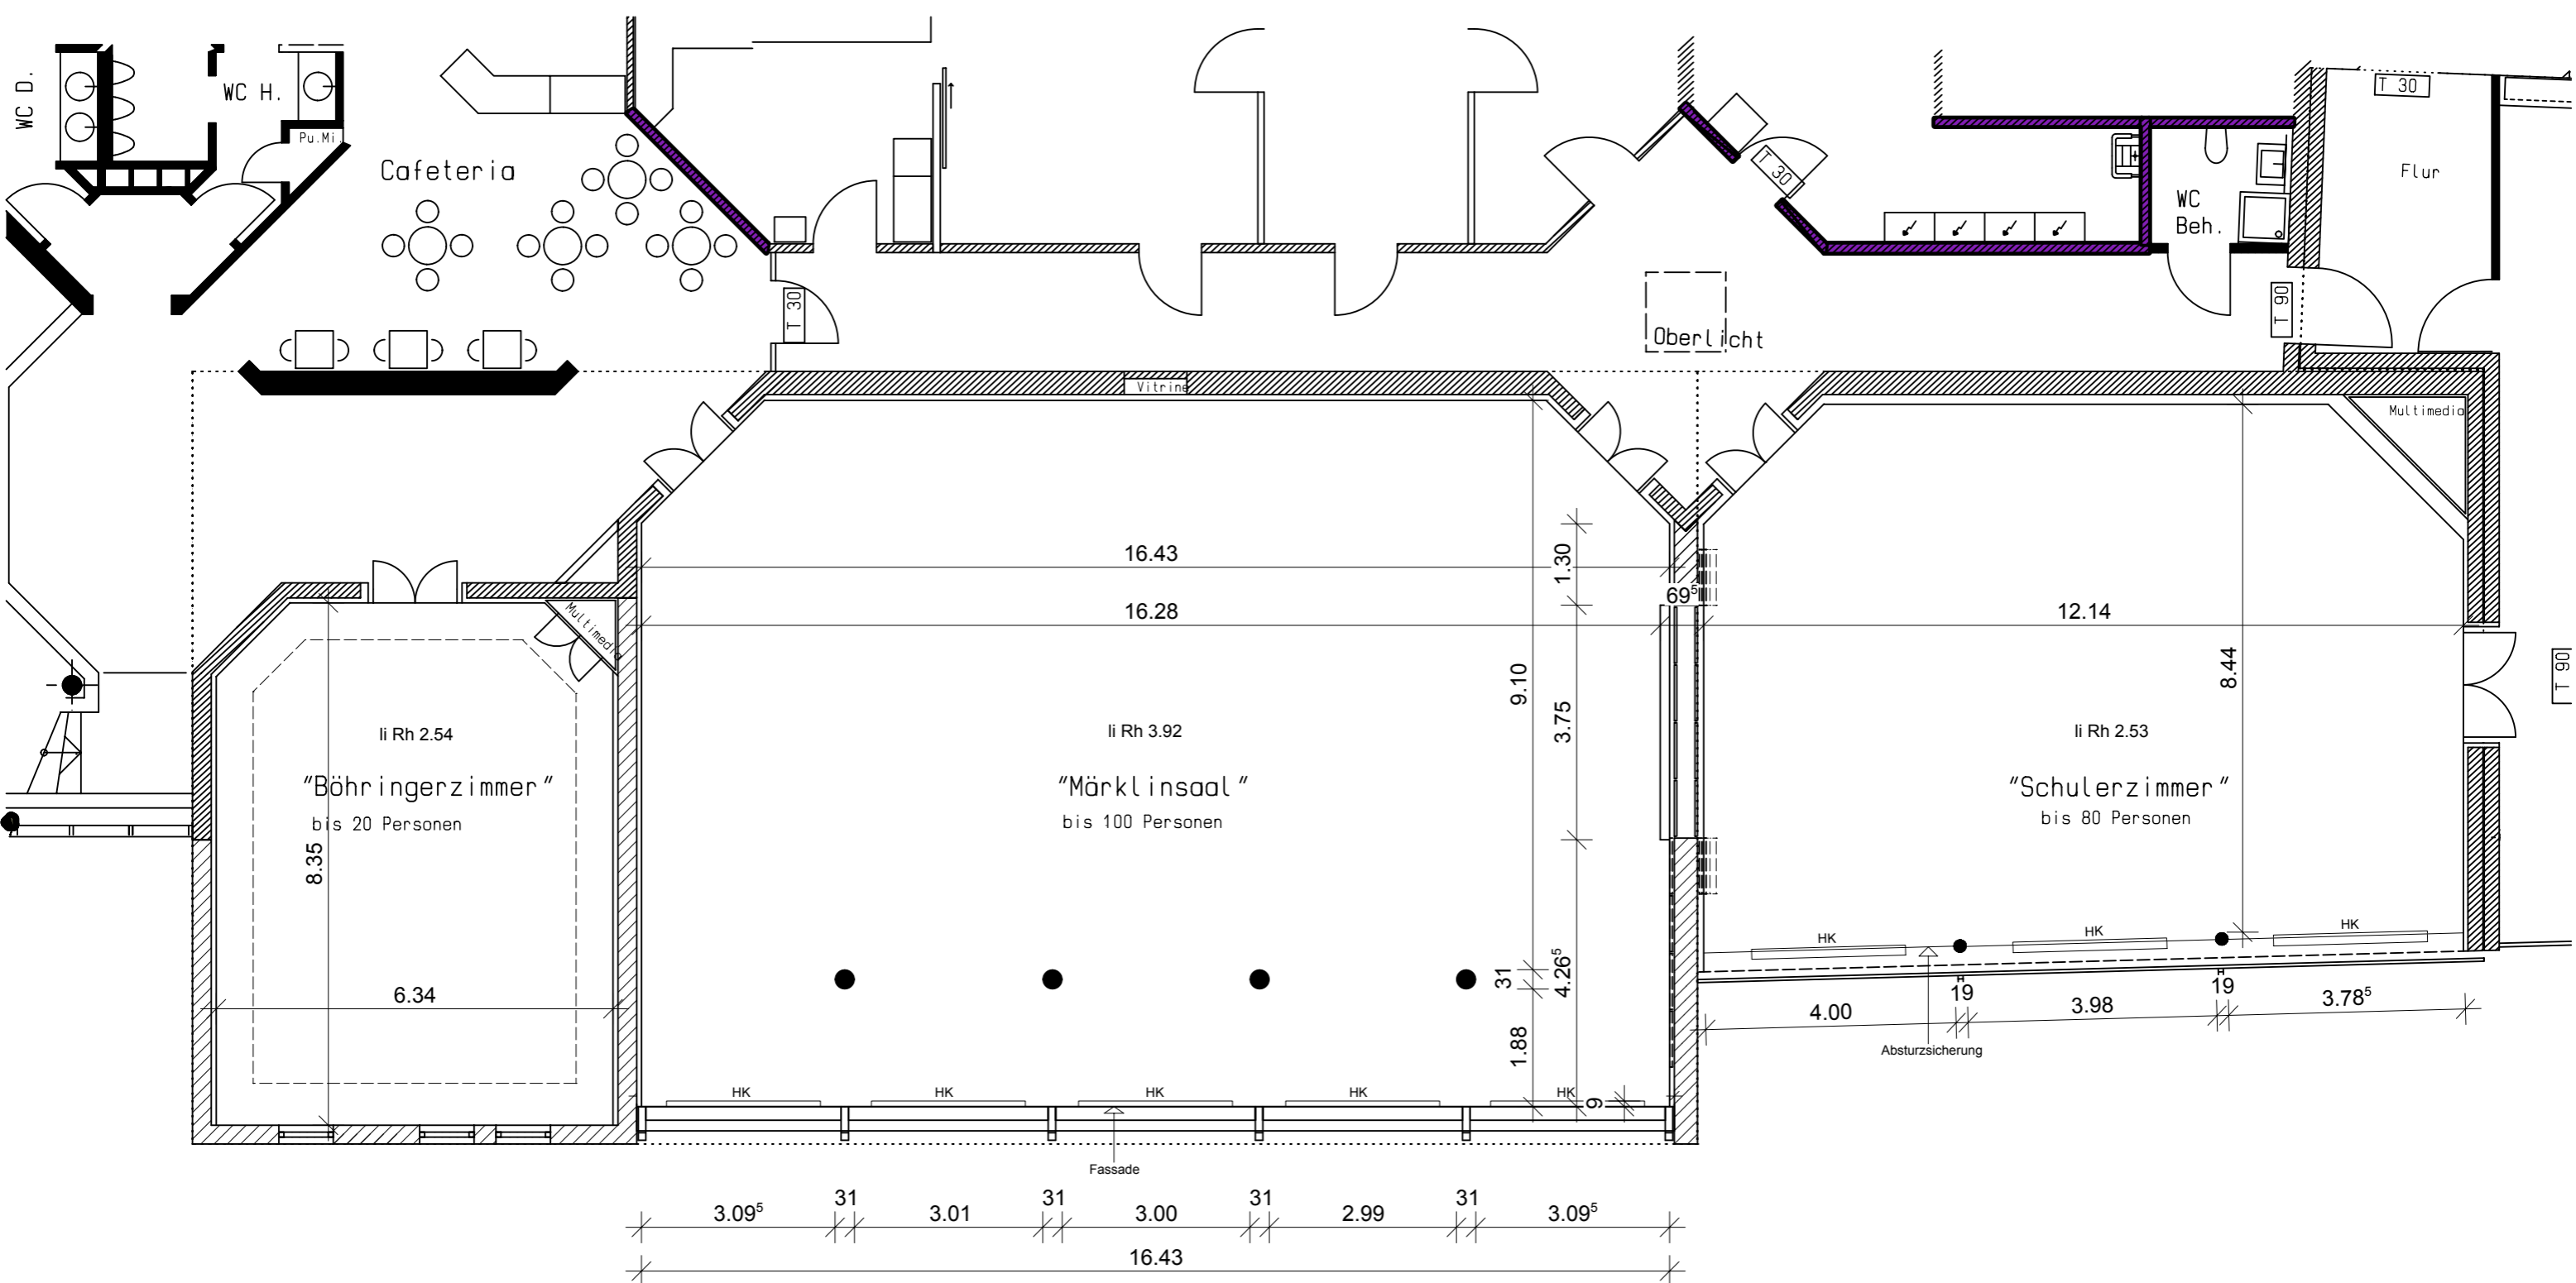 WC D.
WC H.
Pu.Mi.
Cafeteria
T 30
T 30
T 30
Flur
WC
Beh.
T 90
Oberlicht
Vitrine
Multimedia
16.43
1.30
69⁵
16.28
12.14
Multimedia
9.10
8.44
T 90
3.75
li Rh 2.54
li Rh 3.92
li Rh 2.53
"Böhringerzimmer"
bis 20 Personen
"Märklinsaal"
bis 100 Personen
"Schulerzimmer"
bis 80 Personen
8.35
HK
HK
HK
31
4.26⁵
6.34
19
19
4.00
3.98
3.78⁵
1.88
Absturzsicherung
HK
HK
HK
HK
HK
9
Fassade
31
31
31
31
3.09⁵
3.01
3.00
2.99
3.09⁵
16.43